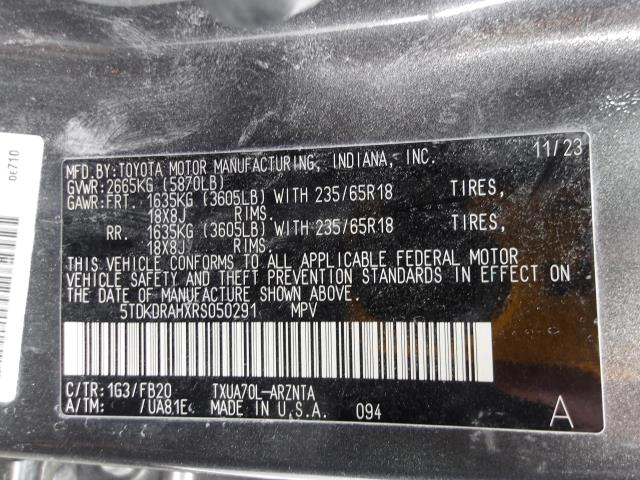 MFD.BY:TOYOTA MOTOR MANUFACTURING, INDIANA, INC. 11/23
GVWR:2665KG (5870LB)
GAWR:FRT. 1635KG (3605LB) WITH 235/65R18 TIRES,
18X8J RIMS.
RR. 1635KG (3605LB) WITH 235/65R18 TIRES,
18X8J RIMS.
THIS VEHICLE CONFORMS TO ALL APPLICABLE FEDERAL MOTOR
VEHICLE SAFETY AND THEFT PREVENTION STANDARDS IN EFFECT ON
THE DATE OF MANUFACTURE SHOWN ABOVE.
5TDKDRAHXRS050291 MPV
C/TR:1G3/FB20 TXUA70L-ARZNTA
A/TM: /UA81E MADE IN U.S.A. 094 A
0E710